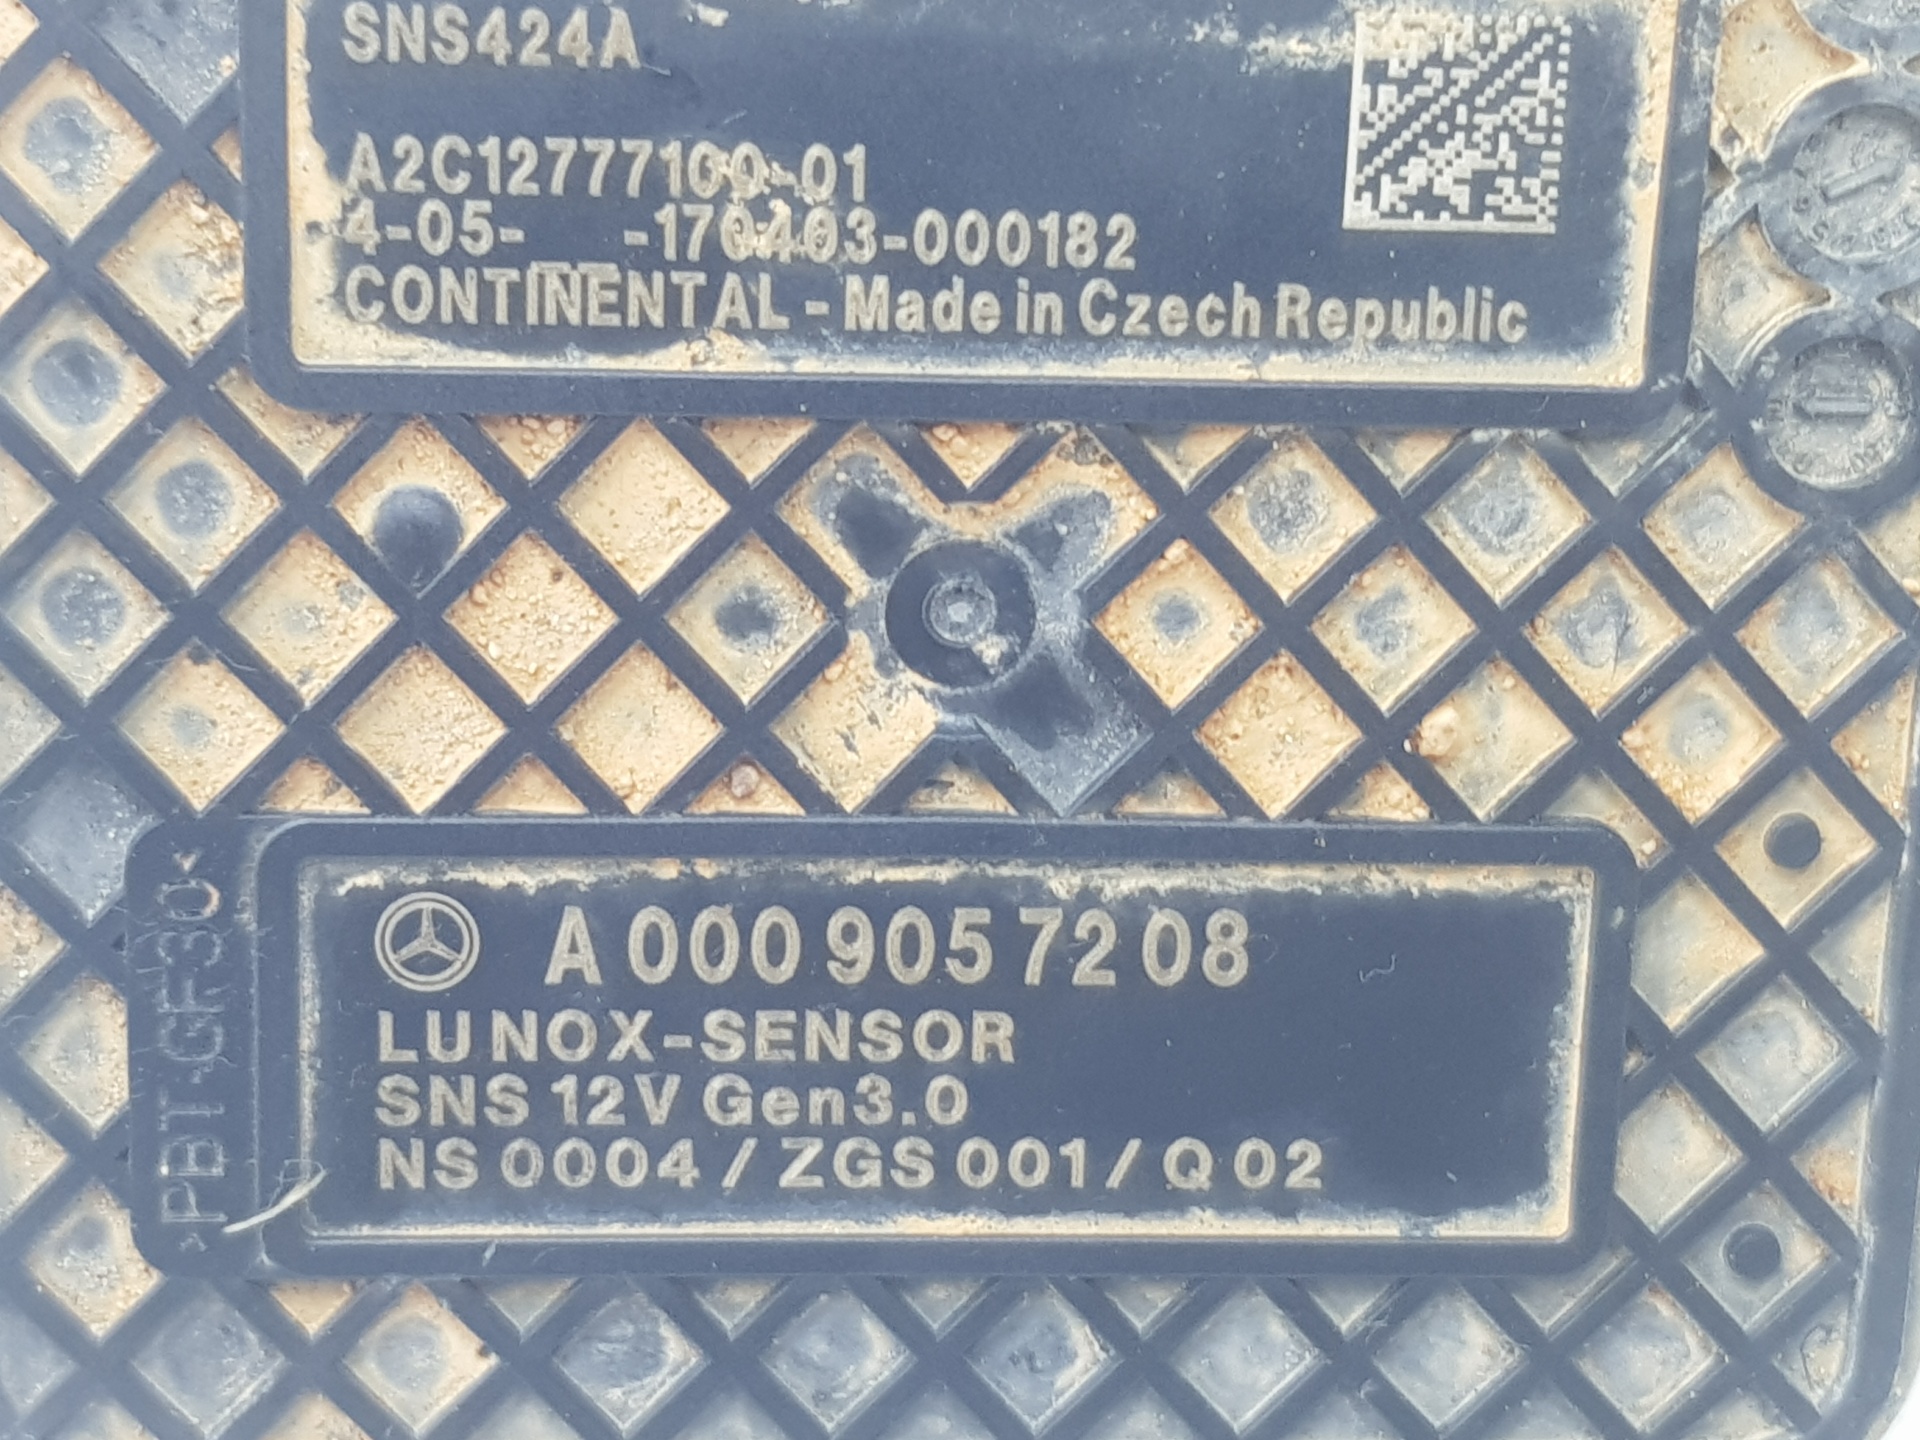 SNS424A
A2C12777100-01
4-05-__-170403-000182
CONTINENTAL - Made in Czech Republic
A 000 905 72 08
LU NOX-SENSOR
SNS 12V Gen3.0
NS 0004 / ZGS 001 / Q 02
>PBT-GF30<